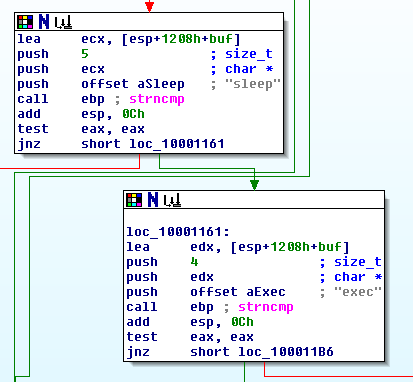 lea     ecx, [esp+1208h+buf]
push    5               ; size_t
push    ecx             ; char *
push    offset aSleep   ; "sleep"
call    ebp ; strncmp
add     esp, 0Ch
test    eax, eax
jnz     short loc_10001161
loc_10001161:
lea     edx, [esp+1208h+buf]
push    4               ; size_t
push    edx             ; char *
push    offset aExec    ; "exec"
call    ebp ; strncmp
add     esp, 0Ch
test    eax, eax
jnz     short loc_100011B6